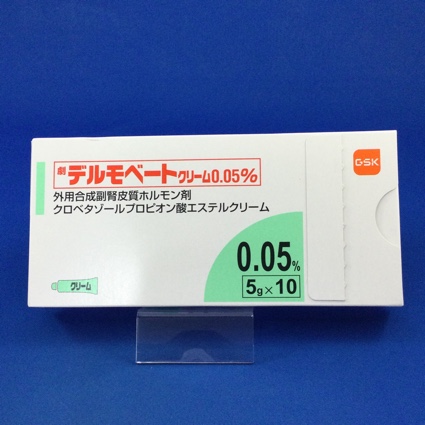 劇 デルモベートクリーム0.05%
GSK
外用合成副腎皮質ホルモン剤
クロベタゾールプロピオン酸エステルクリーム
0.05%
5g×10
クリーム